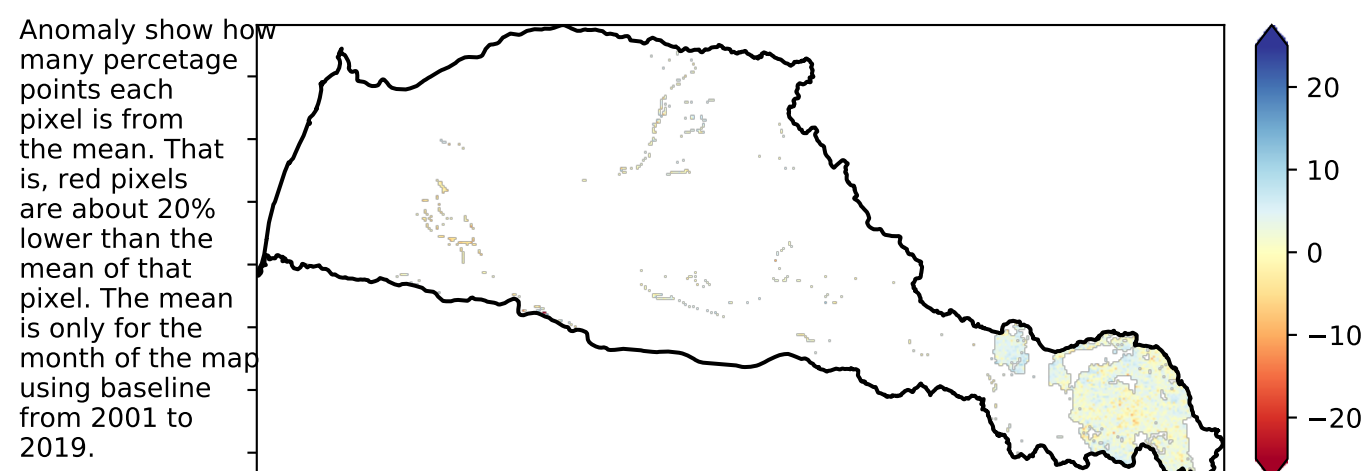 Anomaly show how
many percetage
points each
pixel is from
the mean. That
is, red pixels
are about 20%
lower than the
mean of that
pixel. The mean
is only for the
month of the map
using baseline
from 2001 to
2019.
20
10
0
−10
−20